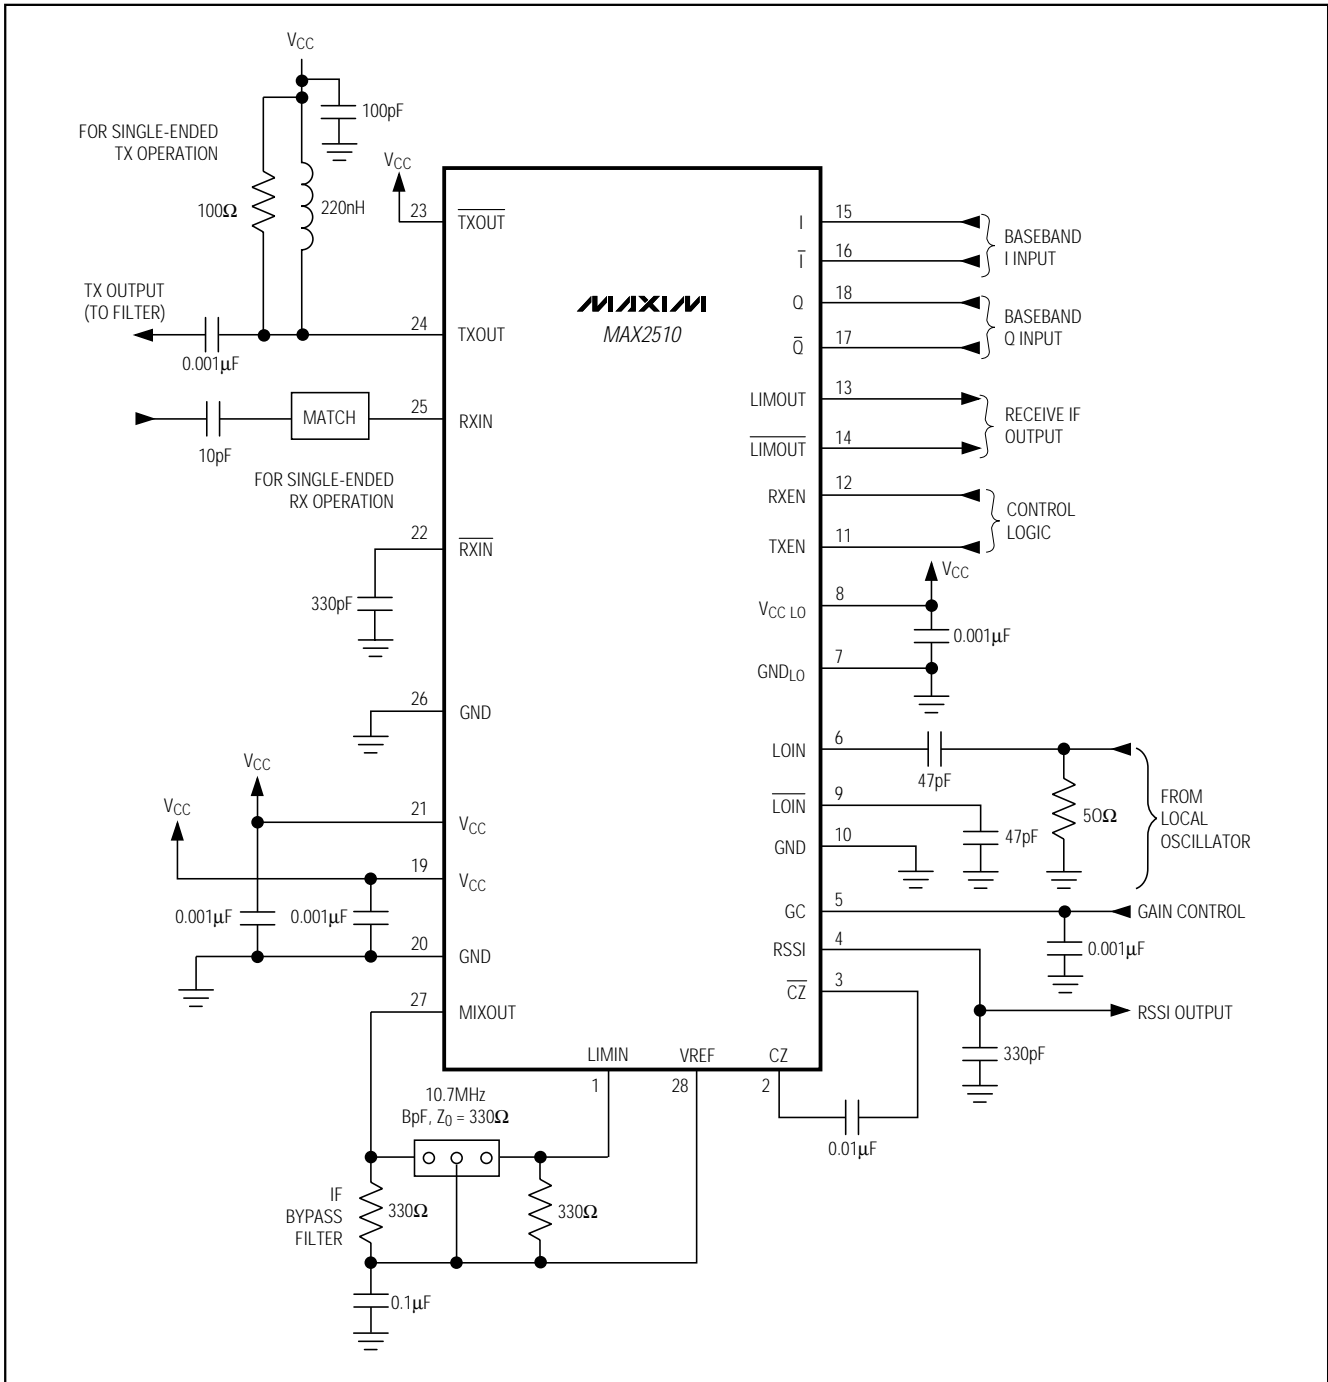 VCC
100pF
FOR SINGLE-ENDED
TX OPERATION
100Ω
220nH
VCC
23
TXOUT
TX OUTPUT
(TO FILTER)
0.001µF
24
TXOUT
10pF
MATCH
25
RXIN
FOR SINGLE-ENDED
RX OPERATION
22
RXIN
330pF
26
GND
VCC
VCC
21
VCC
19
VCC
0.001µF
0.001µF
20
GND
27
MIXOUT
MAXIM
MAX2510
I
15
I
16
BASEBAND
I INPUT
Q
18
Q
17
BASEBAND
Q INPUT
LIMOUT
13
LIMOUT
14
RECEIVE IF
OUTPUT
RXEN
12
TXEN
11
CONTROL
LOGIC
VCC
VCC LO
8
0.001µF
GNDLO
7
LOIN
6
47pF
50Ω
FROM
LOCAL
OSCILLATOR
LOIN
9
47pF
GND
10
GC
5
GAIN CONTROL
0.001µF
RSSI
4
CZ
3
RSSI OUTPUT
330pF
LIMIN
1
VREF
28
CZ
2
0.01µF
10.7MHz
BpF, Z0 = 330Ω
IF
BYPASS
FILTER
330Ω
330Ω
0.1µF